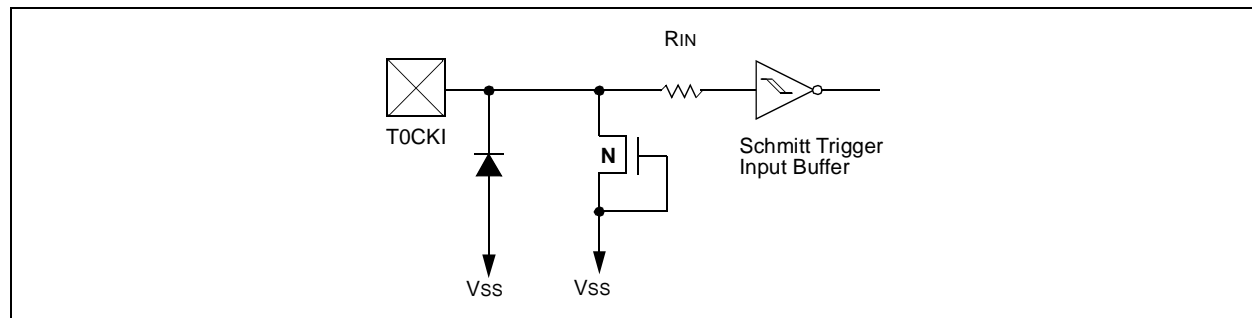 RIN
T0CKI
N
Schmitt Trigger
Input Buffer
VSS
VSS